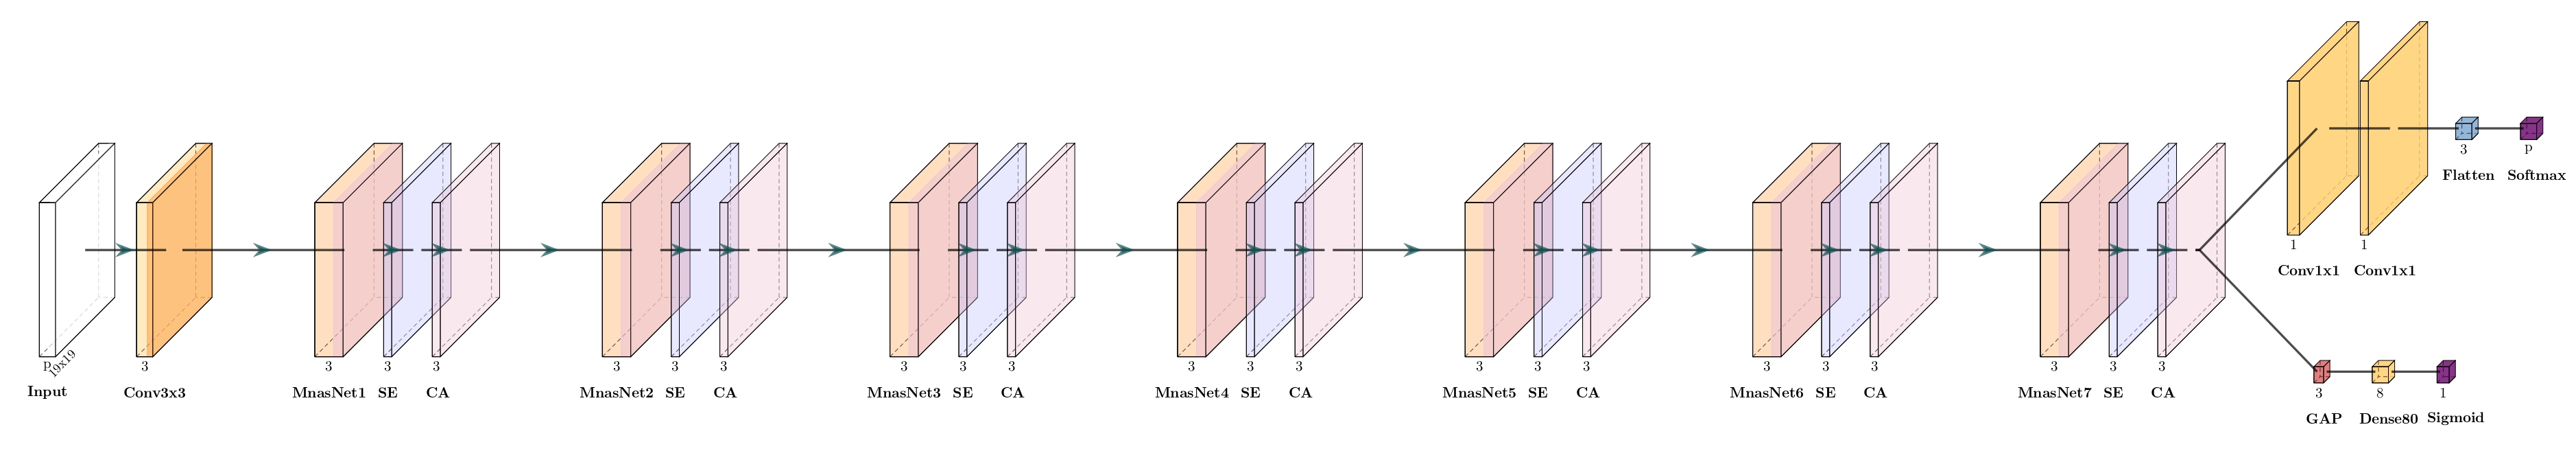 1 1
Conv1x1 Conv1x1
3 p
Flatten Softmax
p 19x19 3 3 3 3 3 3 3 3 3 3 3 3 3 3 3 3 3 3 3 3 3 3
Input Conv3x3 MnasNet1 SE CA MnasNet2 SE CA MnasNet3 SE CA MnasNet4 SE CA MnasNet5 SE CA MnasNet6 SE CA MnasNet7 SE CA
3 8 1
GAP Dense80 Sigmoid